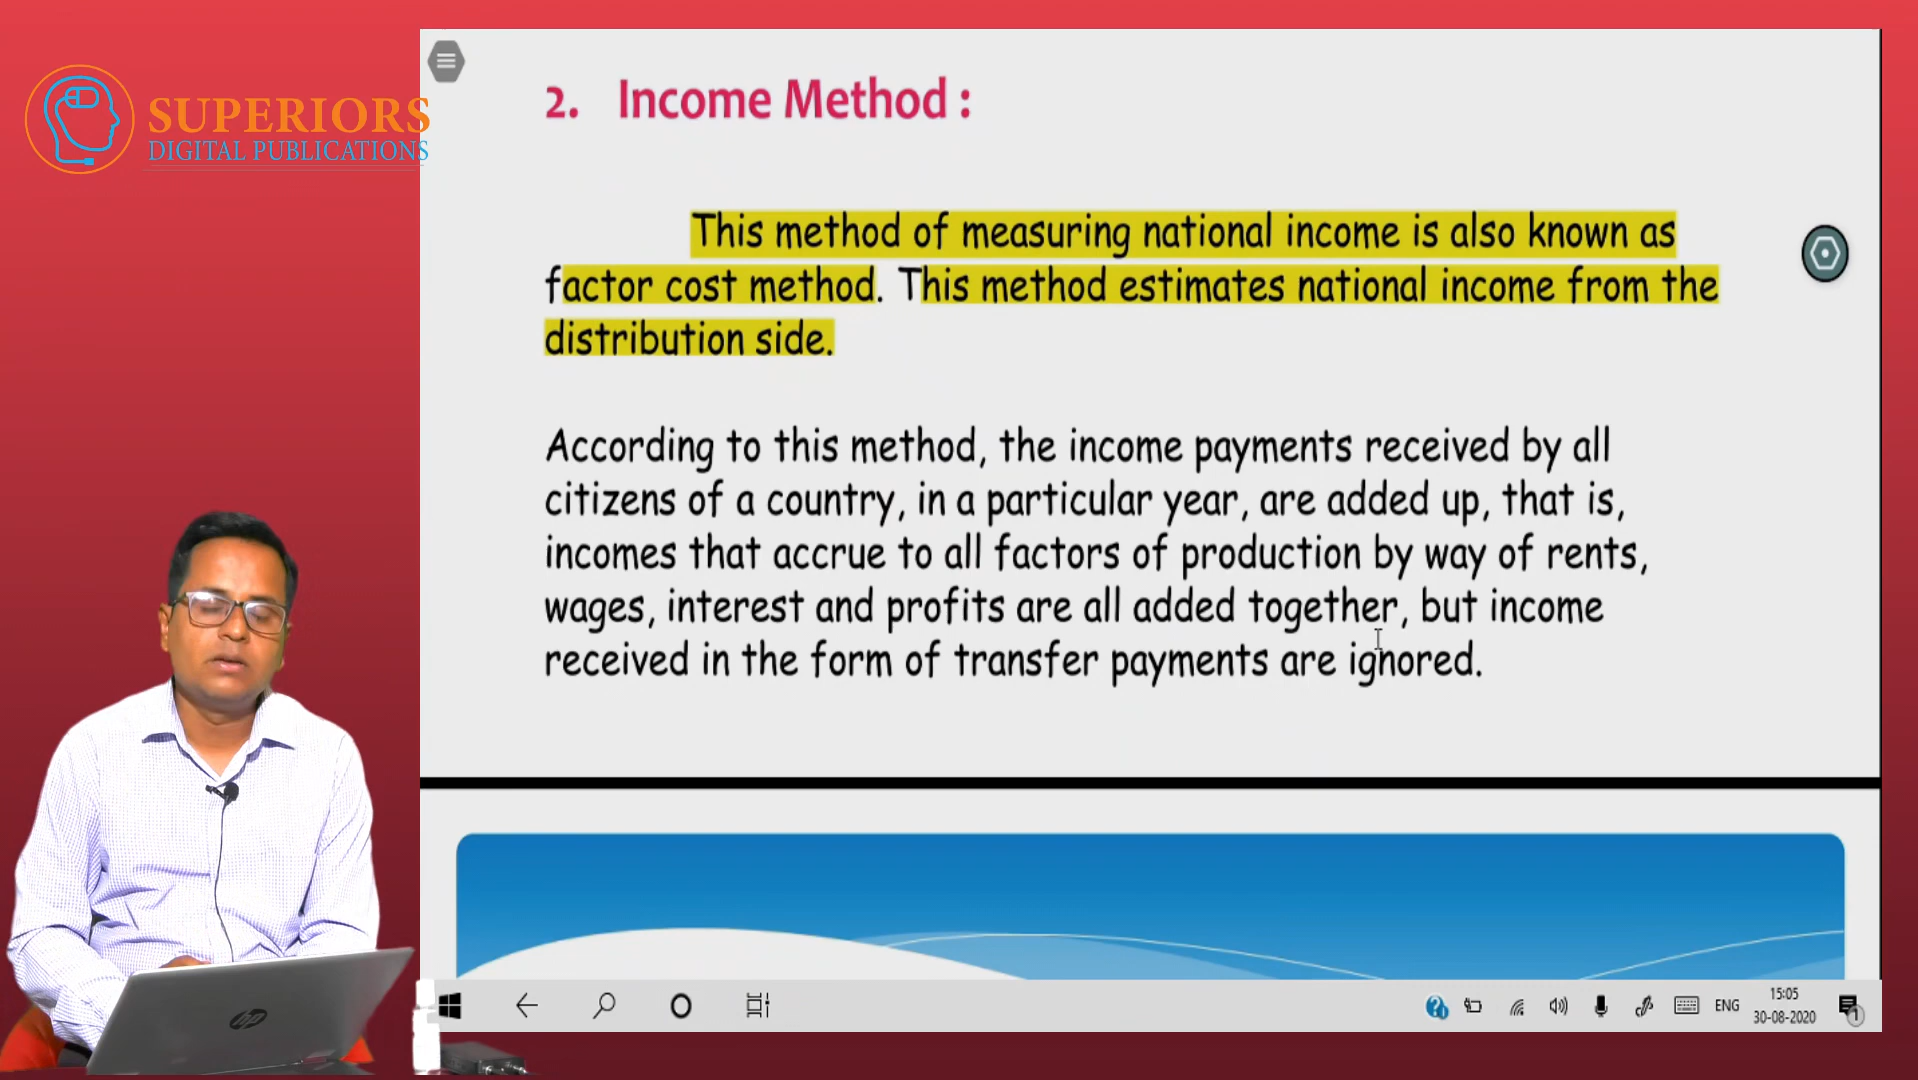 SUPERIORS
DIGITAL PUBLICATIONS
2. Income Method :
This method of measuring national income is also known as
factor cost method. This method estimates national income from the
distribution side.
According to this method, the income payments received by all
citizens of a country, in a particular year, are added up, that is,
incomes that accrue to all factors of production by way of rents,
wages, interest and profits are all added together, but income
received in the form of transfer payments are ignored.
hp
ENG
15:05
30-08-2020
1